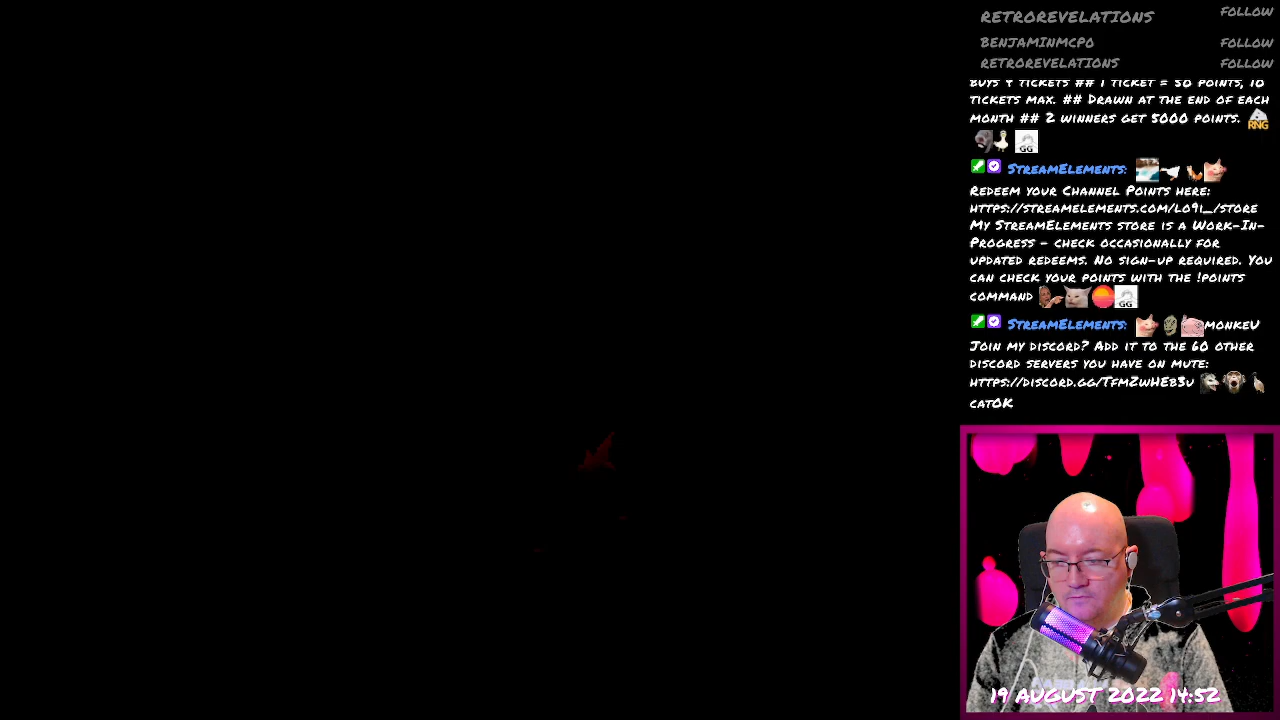 RETROREVELATIONS FOLLOW
BENJAMINMCPO FOLLOW
RETROREVELATIONS FOLLOW
BUYS 4 TICKETS ## 1 TICKET = 50 POINTS, 10
TICKETS MAX. ## DRAWN AT THE END OF EACH
MONTH ## 2 WINNERS GET 5000 POINTS. RNG
GG
STREAMELEMENTS:
REDEEM YOUR CHANNEL POINTS HERE:
HTTPS://STREAMELEMENTS.COM/LO9I_/STORE
MY STREAMELEMENTS STORE IS A WORK-IN-
PROGRESS - CHECK OCCASIONALLY FOR
UPDATED REDEEMS. NO SIGN-UP REQUIRED. YOU
CAN CHECK YOUR POINTS WITH THE !POINTS
COMMAND GG
STREAMELEMENTS: MONKEU
JOIN MY DISCORD? ADD IT TO THE 60 OTHER
DISCORD SERVERS YOU HAVE ON MUTE:
HTTPS://DISCORD.GG/TFMZWHEB3U
CATOK
19 AUGUST 2022 14:52